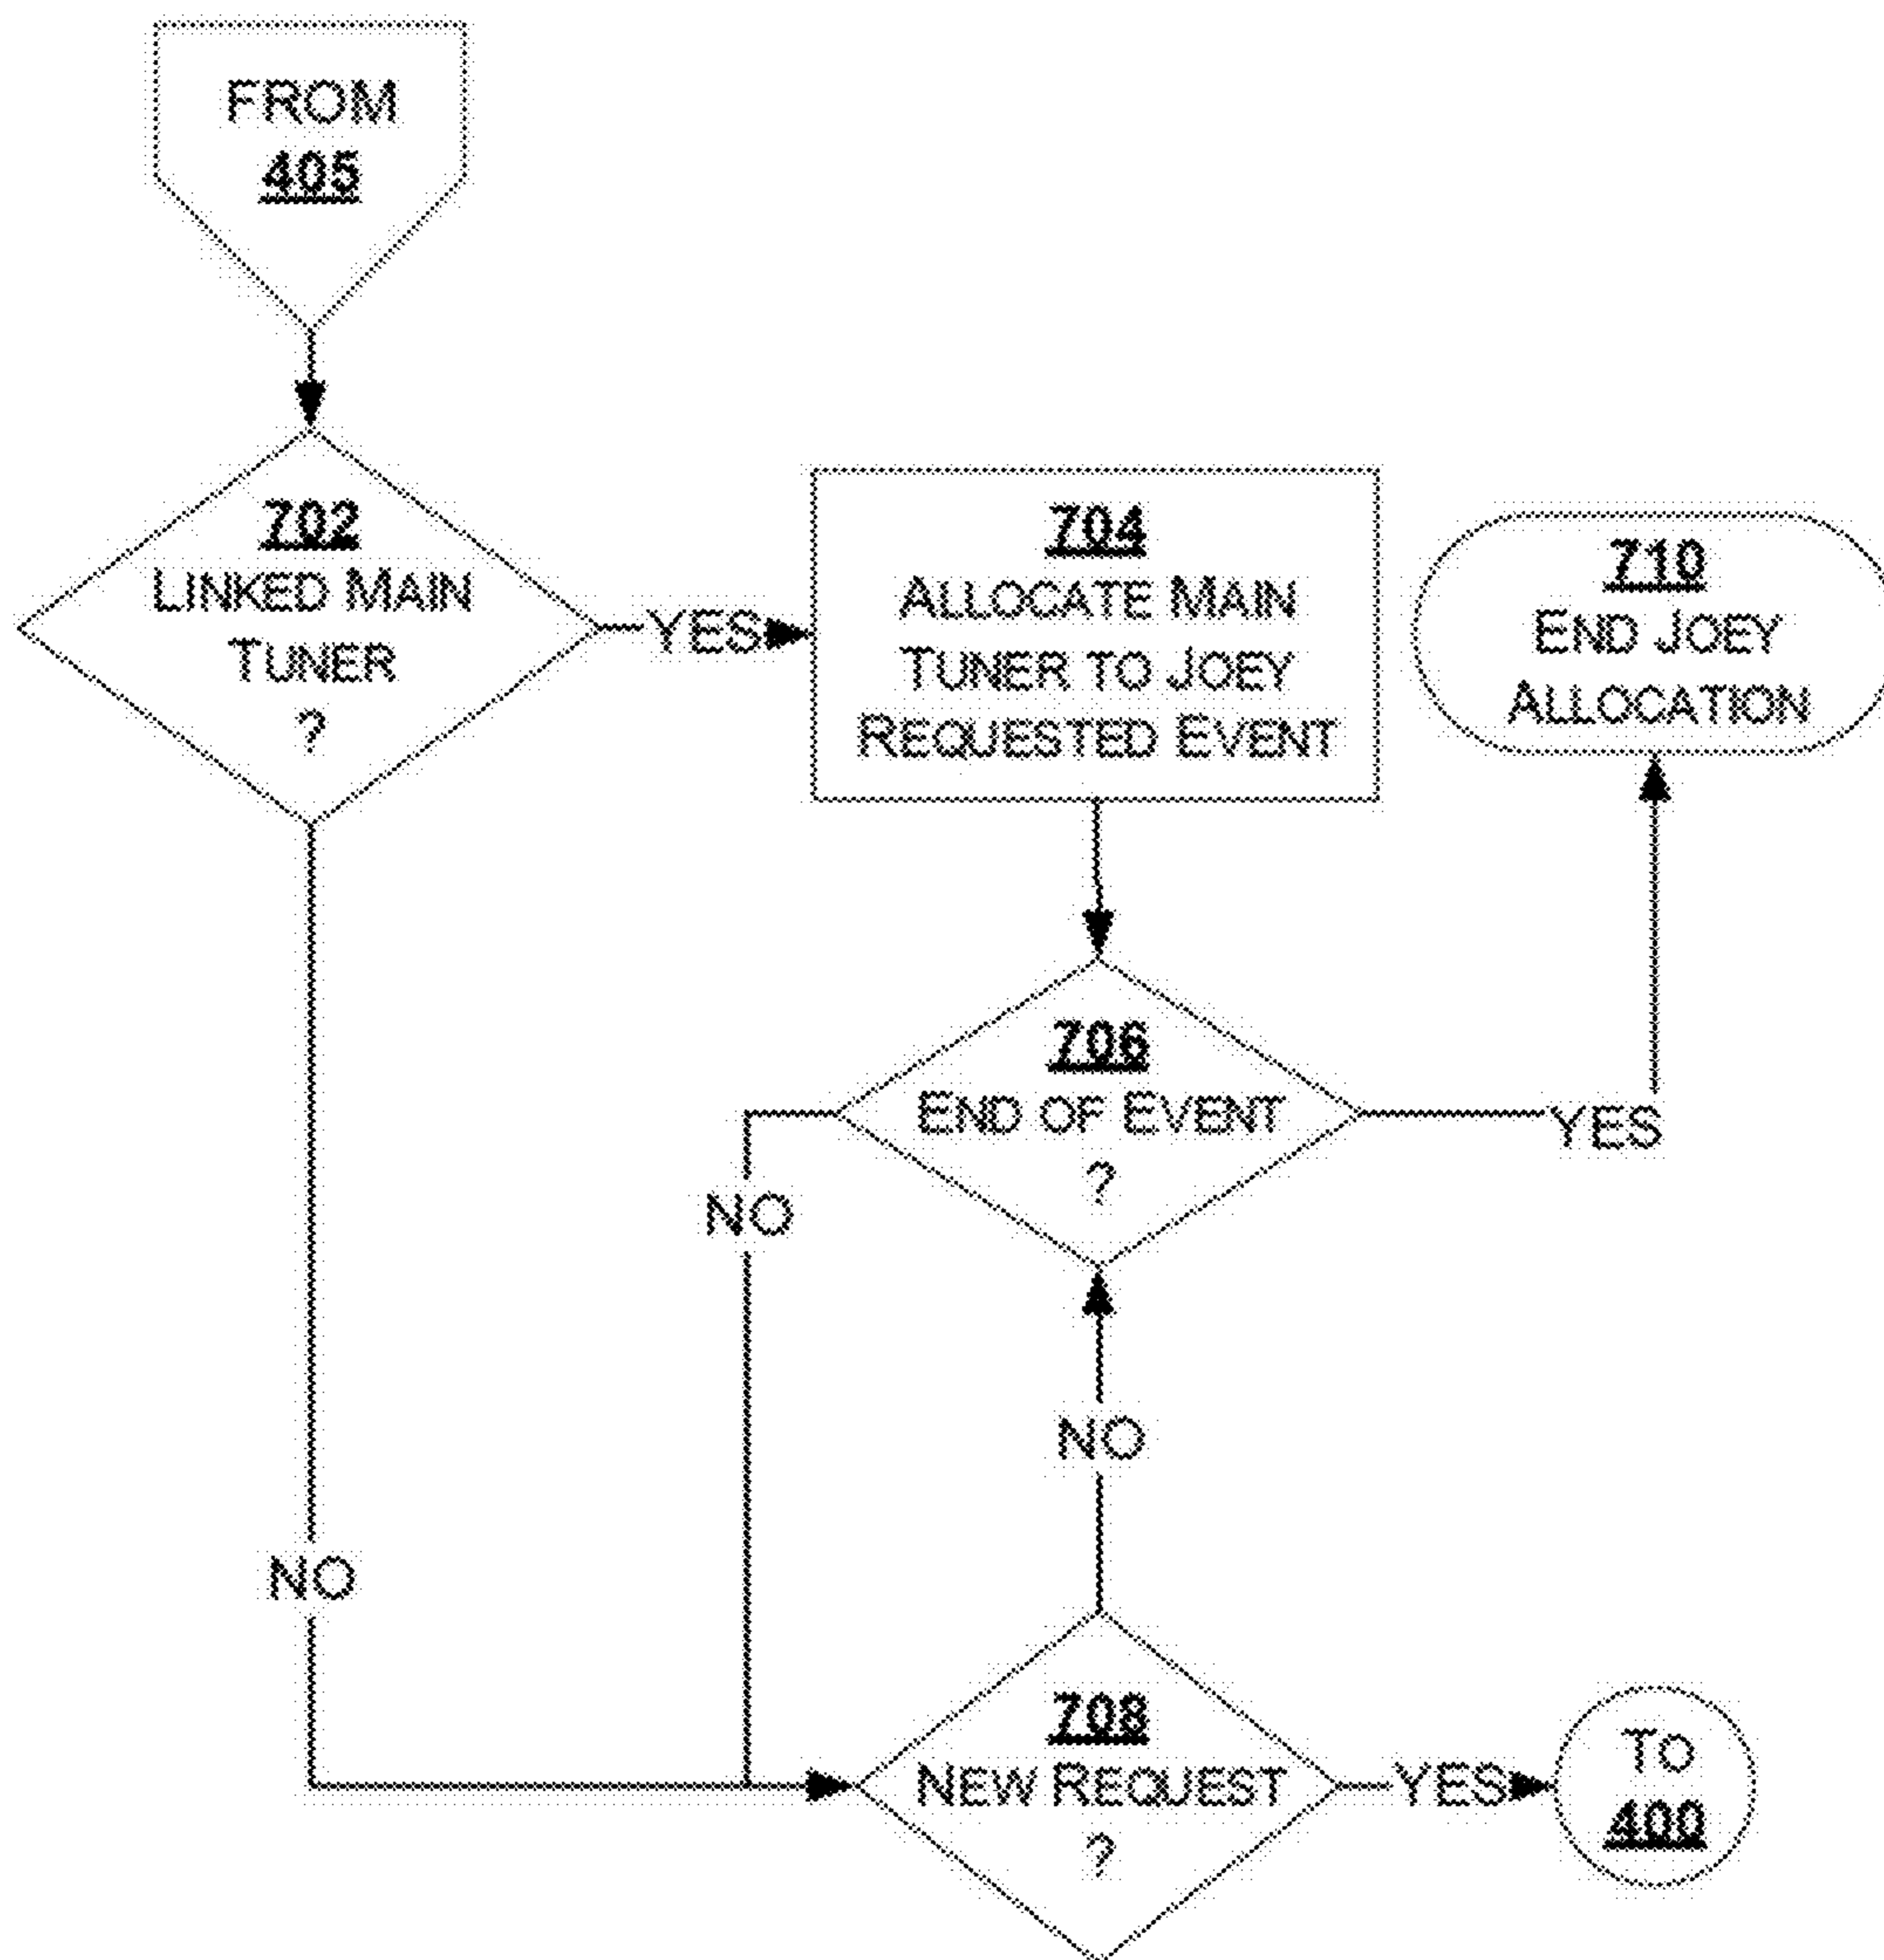 FROM
405
702
LINKED MAIN
TUNER
?
YES
704
ALLOCATE MAIN
TUNER TO JOEY
REQUESTED EVENT
710
END JOEY
ALLOCATION
706
END OF EVENT
?
YES
NO
NO
NO
708
NEW REQUEST
?
YES
TO
400